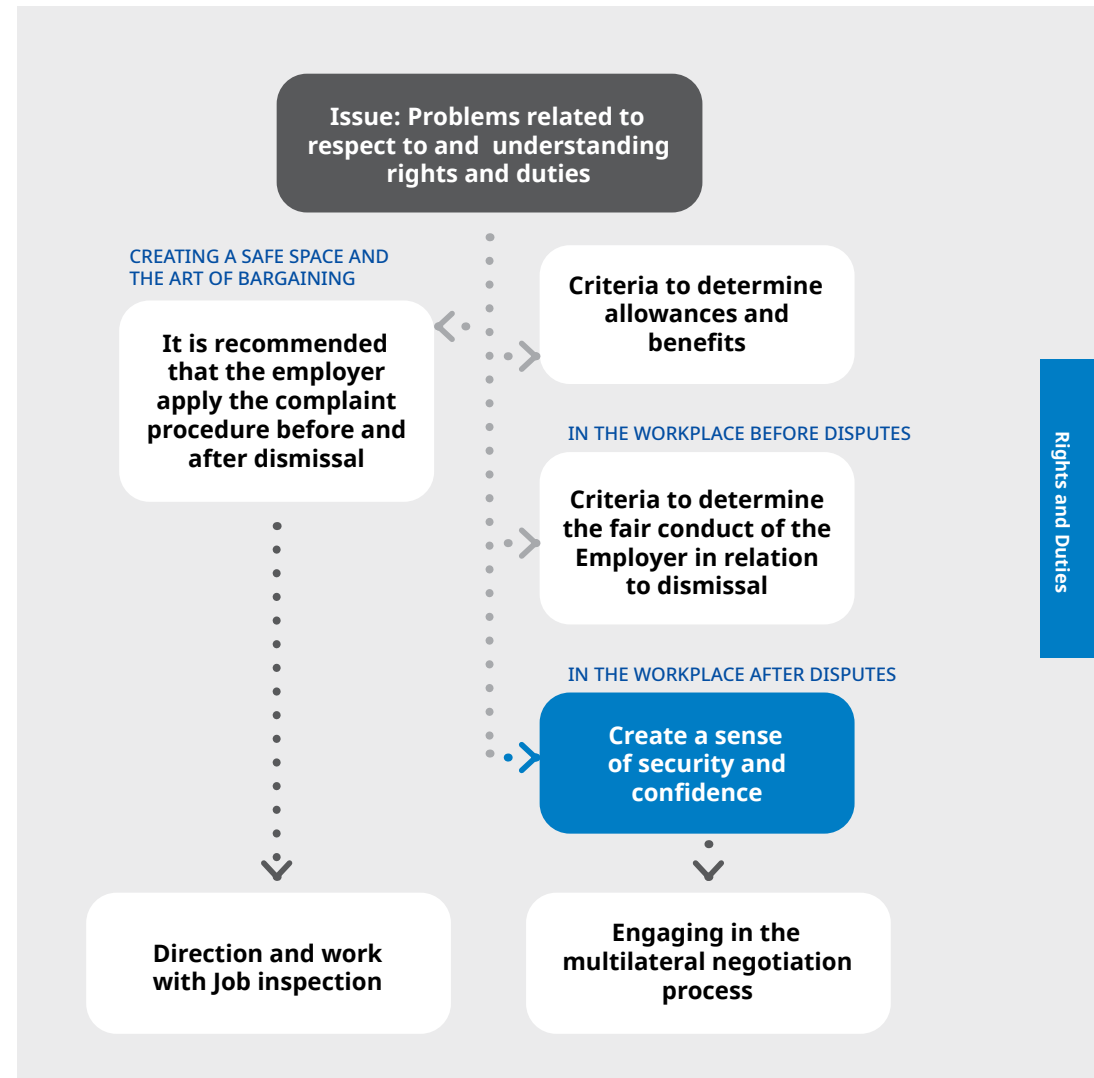 Issue: Problems related to
respect to and understanding
rights and duties
CREATING A SAFE SPACE AND
THE ART OF BARGAINING
It is recommended
that the employer
apply the complaint
procedure before and
after dismissal
Criteria to determine
allowances and
benefits
IN THE WORKPLACE BEFORE DISPUTES
Criteria to determine
the fair conduct of the
Employer in relation
to dismissal
IN THE WORKPLACE AFTER DISPUTES
Create a sense
of security and
confidence
Direction and work
with Job inspection
Engaging in the
multilateral negotiation
process
Rights and Duties